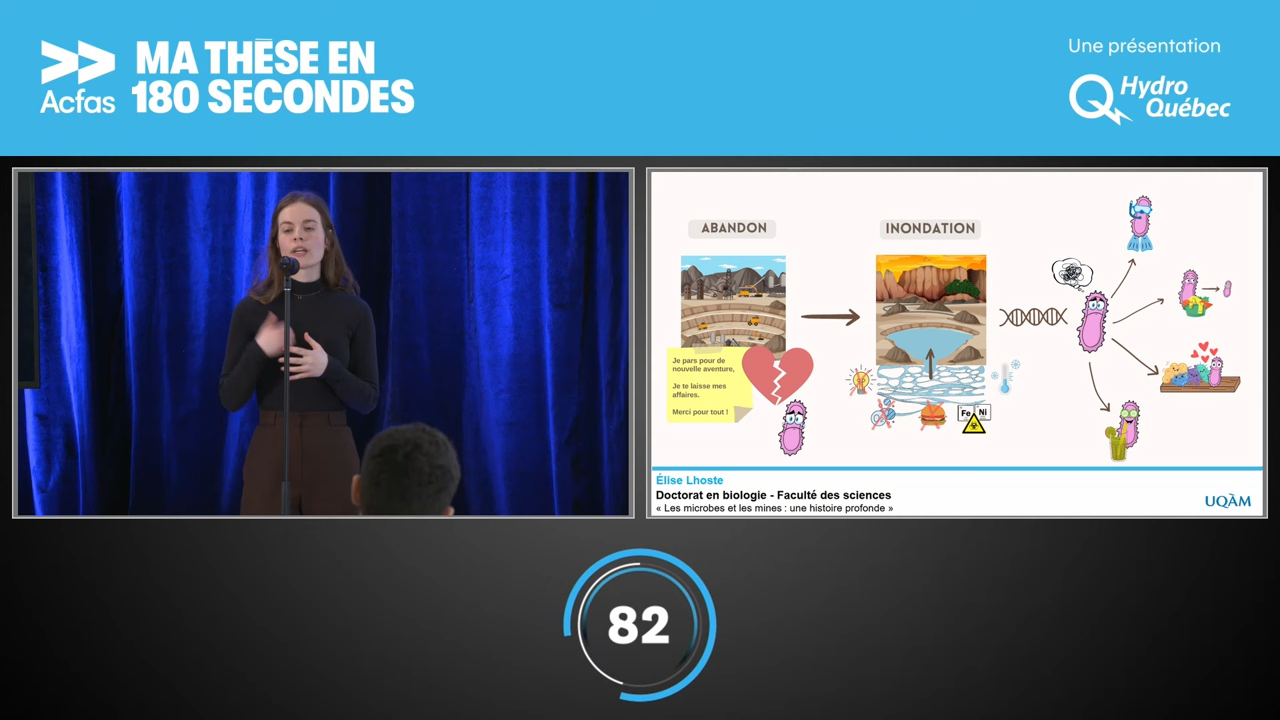 Acfas
MA THÈSE EN
180 SECONDES
Une présentation
Hydro
Québec
ABANDON
INONDATION
Je pars pour de
nouvelle aventure,
Je te laisse mes
affaires.
Merci pour tout !
Fe
Ni
Élise Lhoste
Doctorat en biologie - Faculté des sciences
« Les microbes et les mines : une histoire profonde »
UQÀM
82